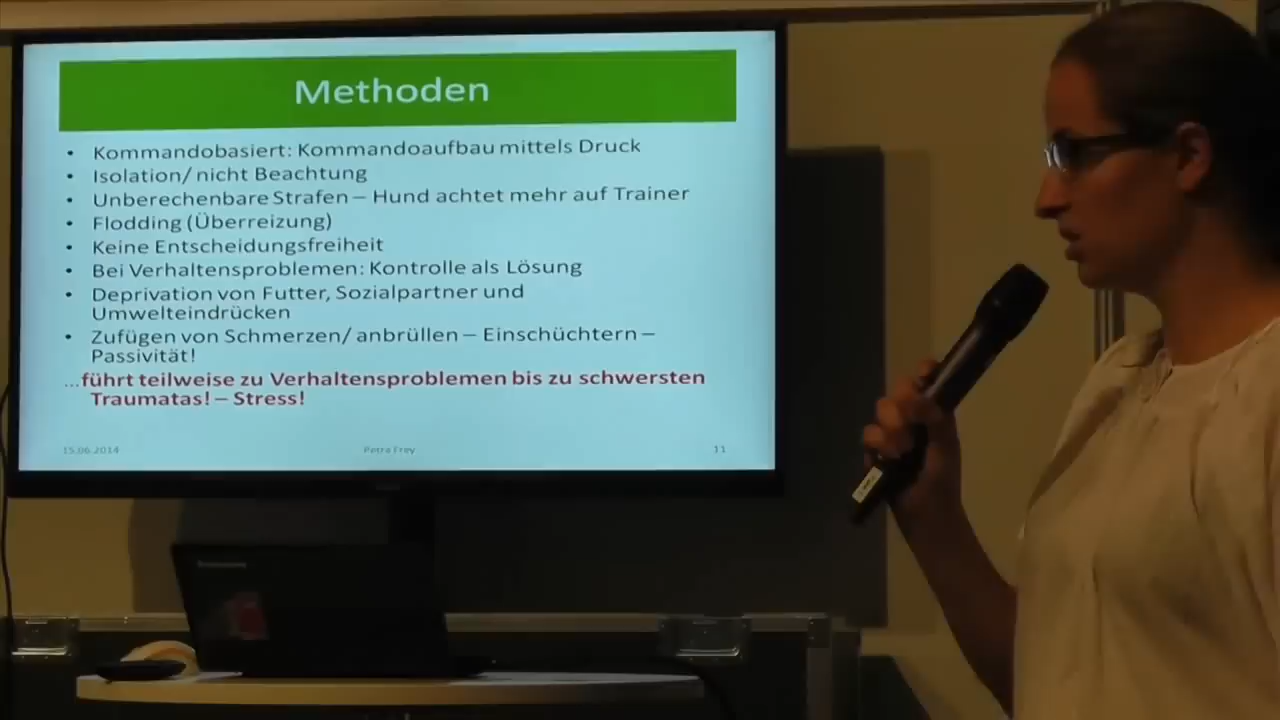 Methoden
• Kommandobasiert: Kommandoaufbau mittels Druck
• Isolation/ nicht Beachtung
• Unberechenbare Strafen – Hund achtet mehr auf Trainer
• Flodding (Überreizung)
• Keine Entscheidungsfreiheit
• Bei Verhaltensproblemen: Kontrolle als Lösung
• Deprivation von Futter, Sozialpartner und
Umwelteindrücken
• Zufügen von Schmerzen/ anbrüllen – Einschüchtern –
Passivität!
...führt teilweise zu Verhaltensproblemen bis zu schwersten
Traumatas! – Stress!
15.06.2014 Petra Frey 11